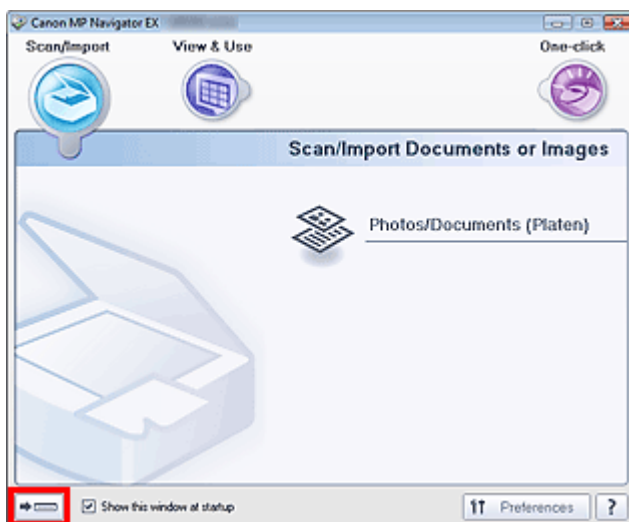 Canon MP Navigator EX
Scan/Import View & Use One-click
Scan/Import Documents or Images
Photos/Documents (Platen)
Show this window at startup Preferences ?